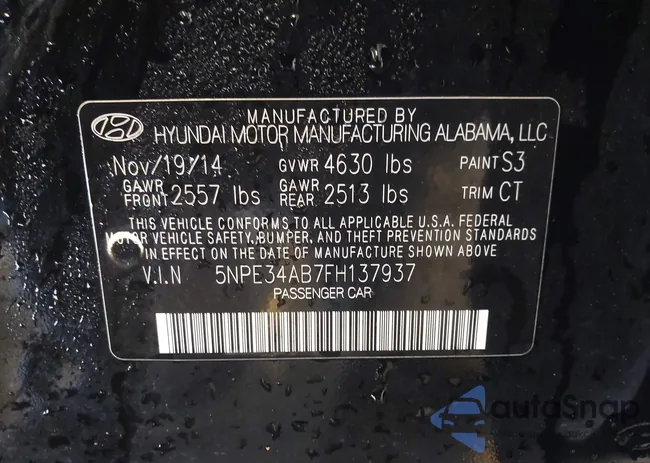 MANUFACTURED BY
HYUNDAI MOTOR MANUFACTURING ALABAMA, LLC
Nov/19/14 GVWR 4630 lbs PAINT S3
GAWR FRONT 2557 lbs GAWR REAR 2513 lbs TRIM CT
THIS VEHICLE CONFORMS TO ALL APPLICABLE U.S.A. FEDERAL
MOTOR VEHICLE SAFETY, BUMPER, AND THEFT PREVENTION STANDARDS
IN EFFECT ON THE DATE OF MANUFACTURE SHOWN ABOVE
V.I.N 5NPE34AB7FH137937
PASSENGER CAR
autoSnap